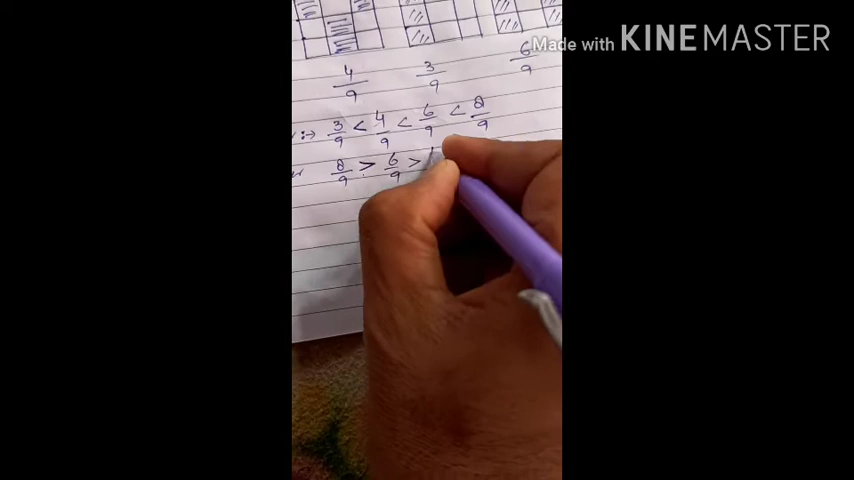 Made with KINEMASTER
4/9 3/9 6/9
:→ 3/9 < 4/9 < 6/9 < 8/9
8/9 > 6/9 >